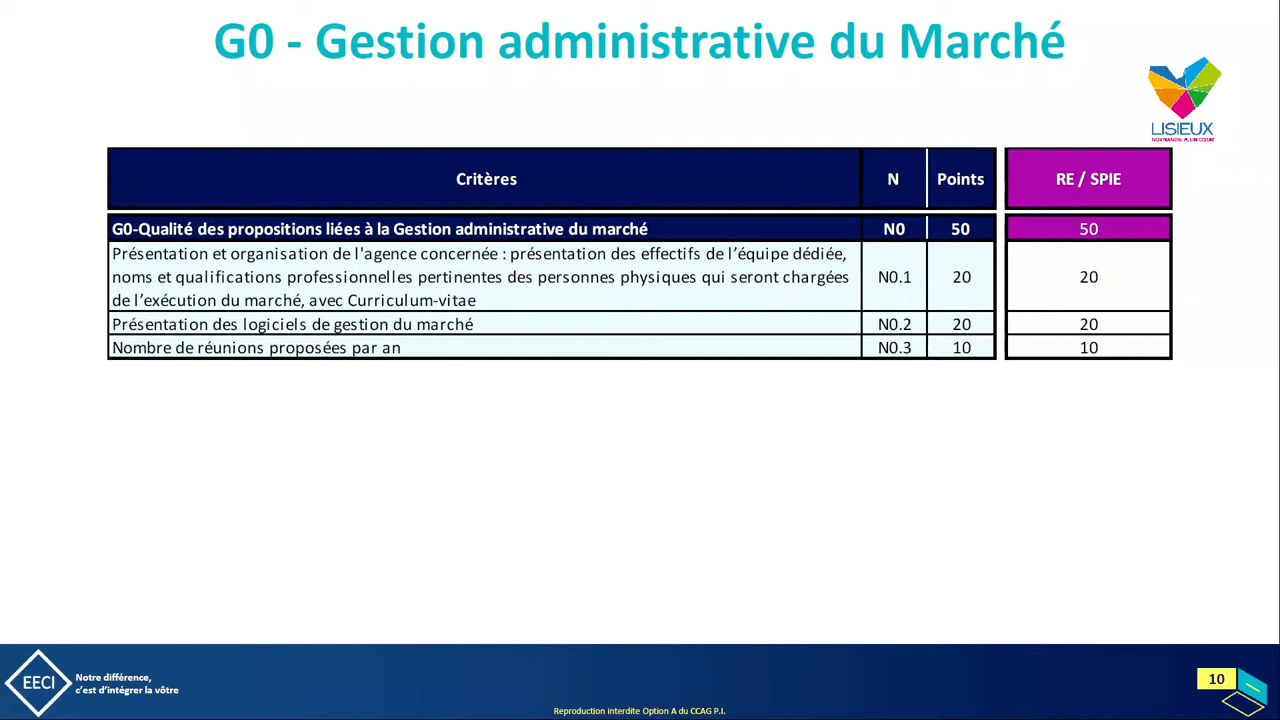 G0 - Gestion administrative du Marché
LISIEUX
NORMANDIE PLEIN CŒUR
Critères N Points RE / SPIE
G0-Qualité des propositions liées à la Gestion administrative du marché N0 50 50
Présentation et organisation de l'agence concernée : présentation des effectifs de l’équipe dédiée,
noms et qualifications professionnelles pertinentes des personnes physiques qui seront chargées N0.1 20 20
de l’exécution du marché, avec Curriculum-vitae
Présentation des logiciels de gestion du marché N0.2 20 20
Nombre de réunions proposées par an N0.3 10 10
EECI
Notre différence,
c’est d’intégrer la vôtre
10
Reproduction interdite Option A du CCAG P.I.